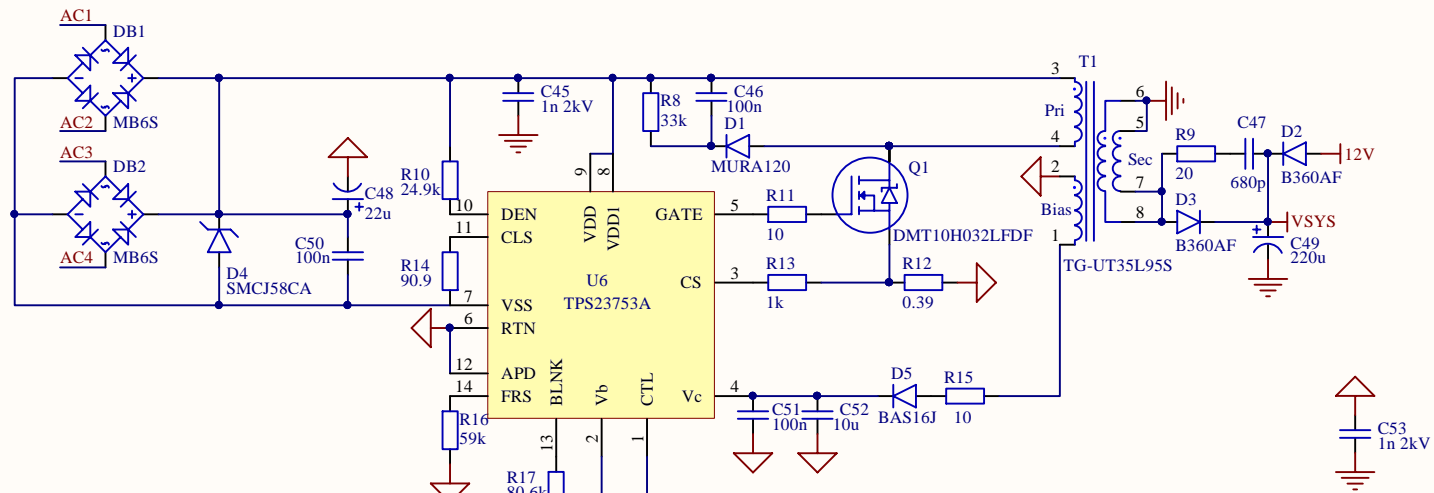 AC1
DB1
AC2
MB6S
AC3
DB2
AC4
MB6S
D4
SMCJ58CA
C48
22u
C50
100n
R10
24.9k
R14
90.9
C45
1n 2kV
R8
33k
C46
100n
D1
MURA120
10
DEN
11
CLS
7
VSS
6
RTN
12
APD
14
FRS
R16
59k
9
VDD
8
VDD1
U6
TPS23753A
GATE
5
CS
3
Vc
4
BLNK
13
Vb
2
CTL
1
R17
80.6k
R11
10
R13
1k
Q1
DMT10H032LFDF
R12
0.39
D5
BAS16J
R15
10
C51
100n
C52
10u
T1
3
Pri
4
2
Bias
1
6
5
Sec
7
8
TG-UT35L95S
R9
20
C47
680p
D2
B360AF
12V
D3
B360AF
VSYS
C49
220u
C53
1n 2kV